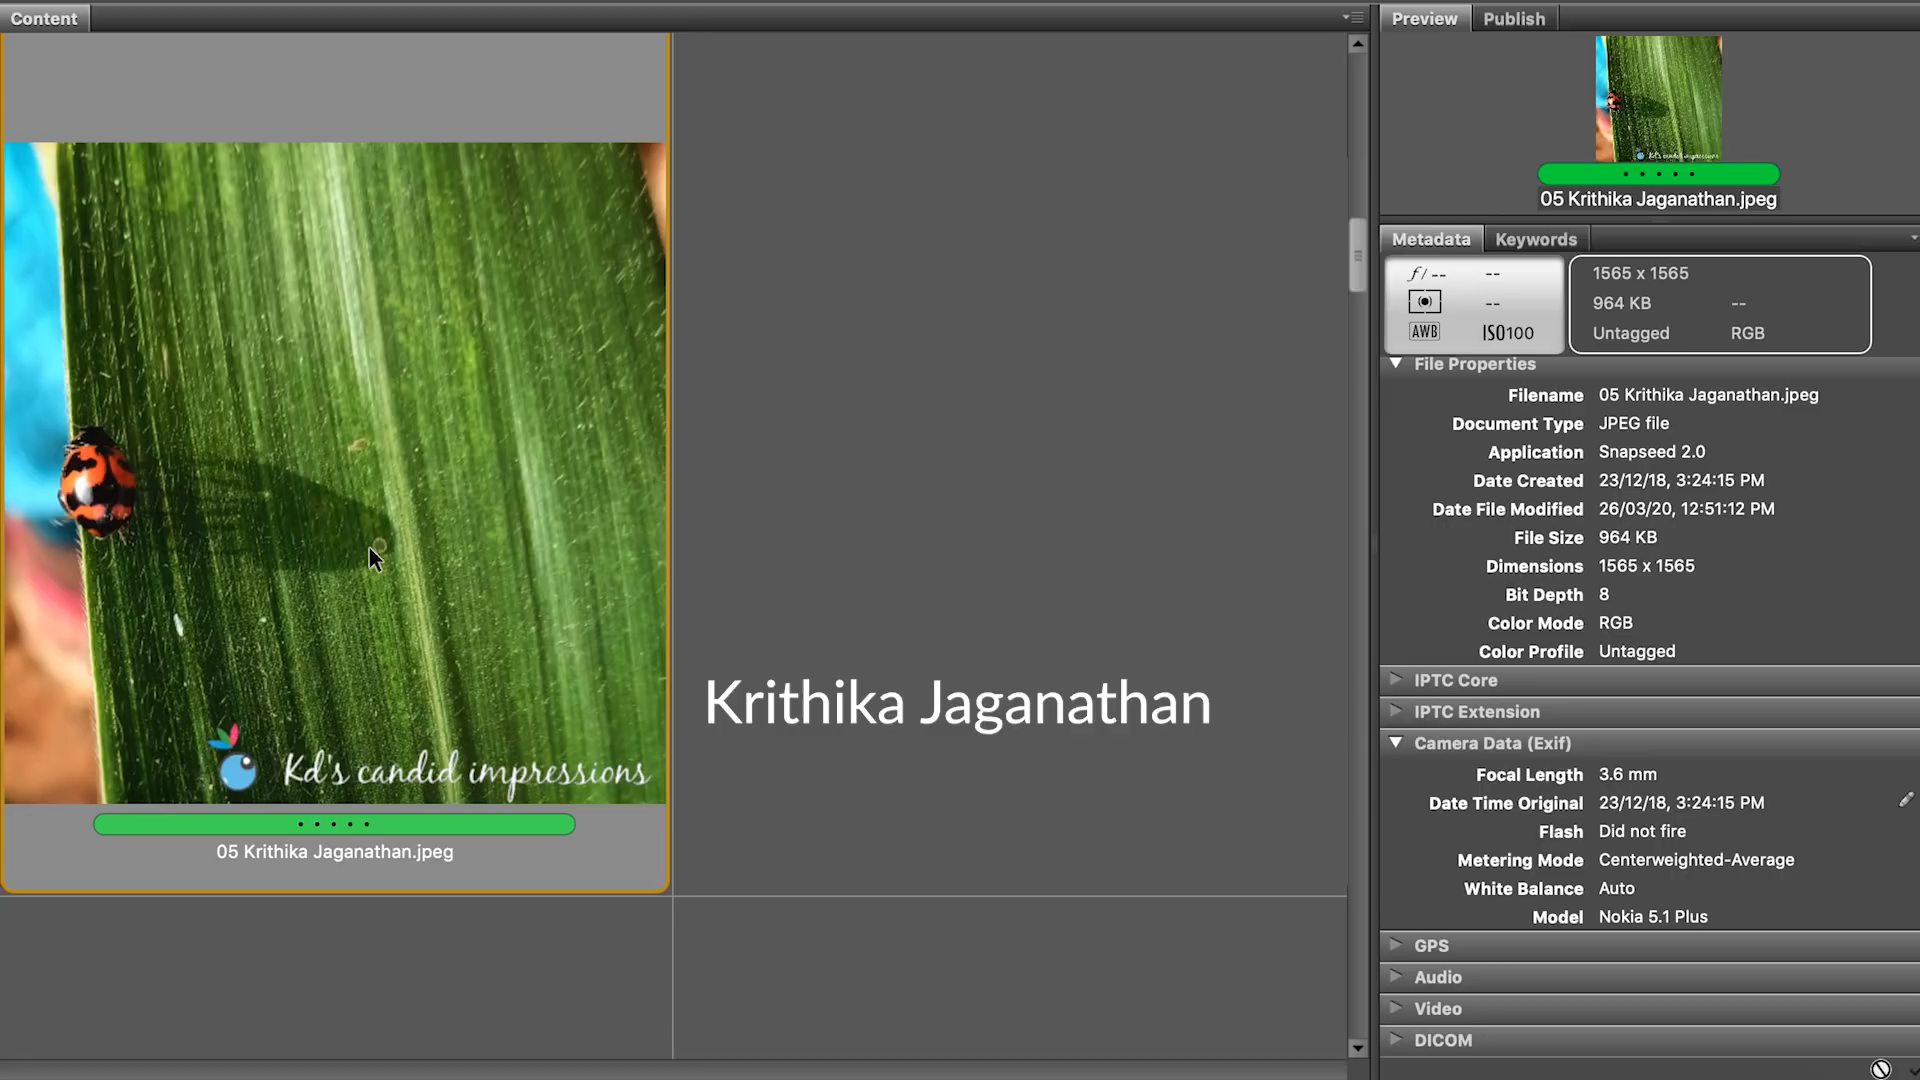 Content
Kd's candid impressions
05 Krithika Jaganathan.jpeg
Krithika Jaganathan
Preview
Publish
Kd's candid impressions
05 Krithika Jaganathan.jpeg
Metadata
Keywords
f/-- --
--
AWB ISO100
1565 x 1565
964 KB --
Untagged RGB
File Properties
Filename 05 Krithika Jaganathan.jpeg
Document Type JPEG file
Application Snapseed 2.0
Date Created 23/12/18, 3:24:15 PM
Date File Modified 26/03/20, 12:51:12 PM
File Size 964 KB
Dimensions 1565 x 1565
Bit Depth 8
Color Mode RGB
Color Profile Untagged
IPTC Core
IPTC Extension
Camera Data (Exif)
Focal Length 3.6 mm
Date Time Original 23/12/18, 3:24:15 PM
Flash Did not fire
Metering Mode Centerweighted-Average
White Balance Auto
Model Nokia 5.1 Plus
GPS
Audio
Video
DICOM